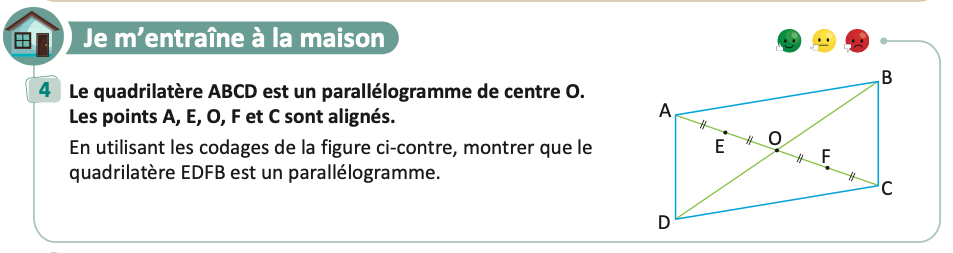 Je m'entraîne à la maison
4 Le quadrilatère ABCD est un parallélogramme de centre O.
Les points A, E, O, F et C sont alignés.
En utilisant les codages de la figure ci-contre, montrer que le
quadrilatère EDFB est un parallélogramme.
B
A
O
E
F
C
D